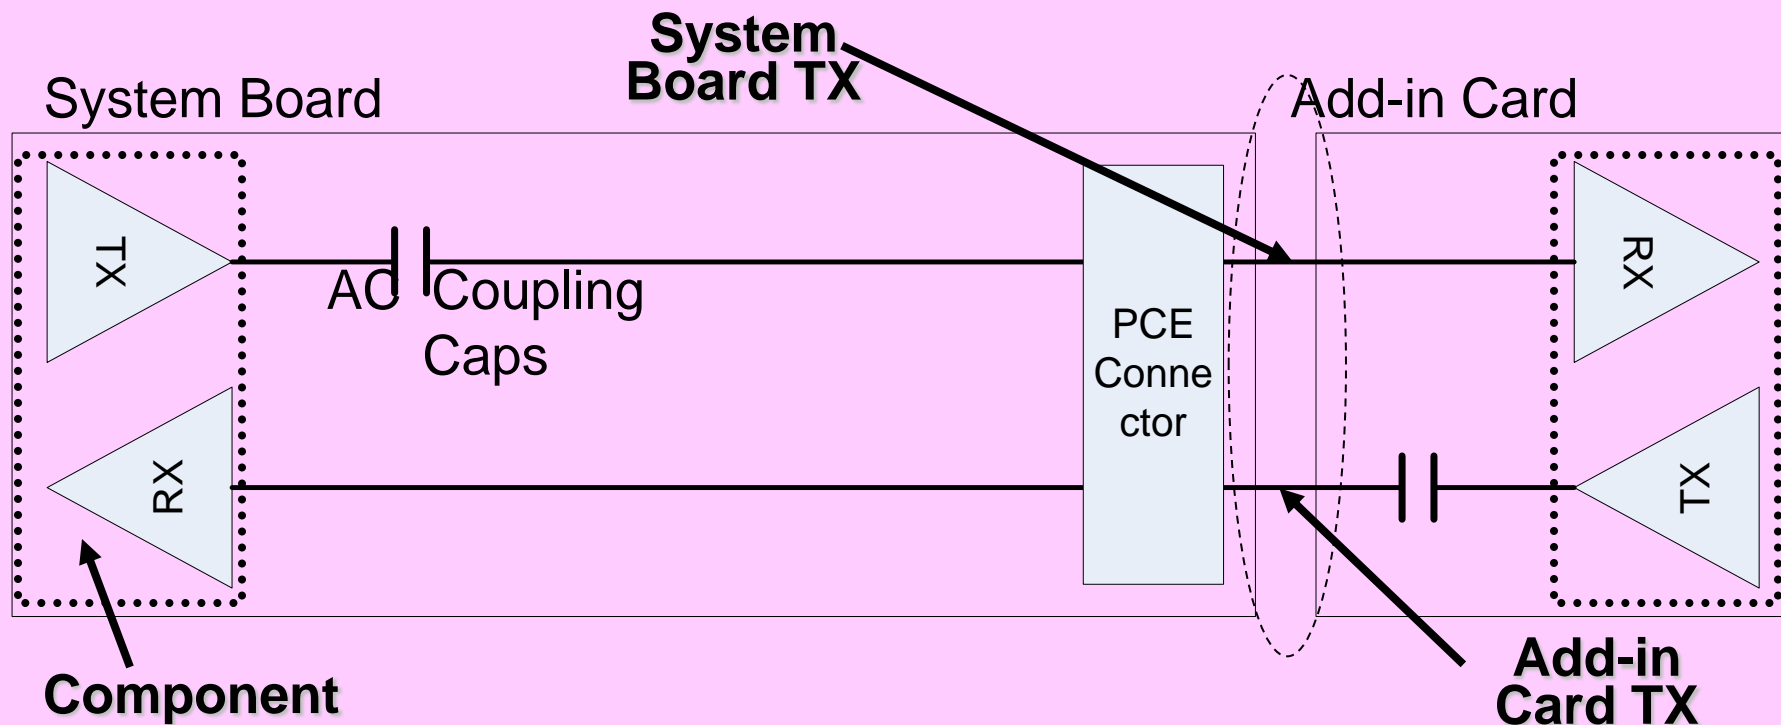 System
Board TX
System Board
Add-in Card
TX
RX
AC Coupling
Caps
PCE
Conne
ctor
RX
TX
Component
Add-in
Card TX